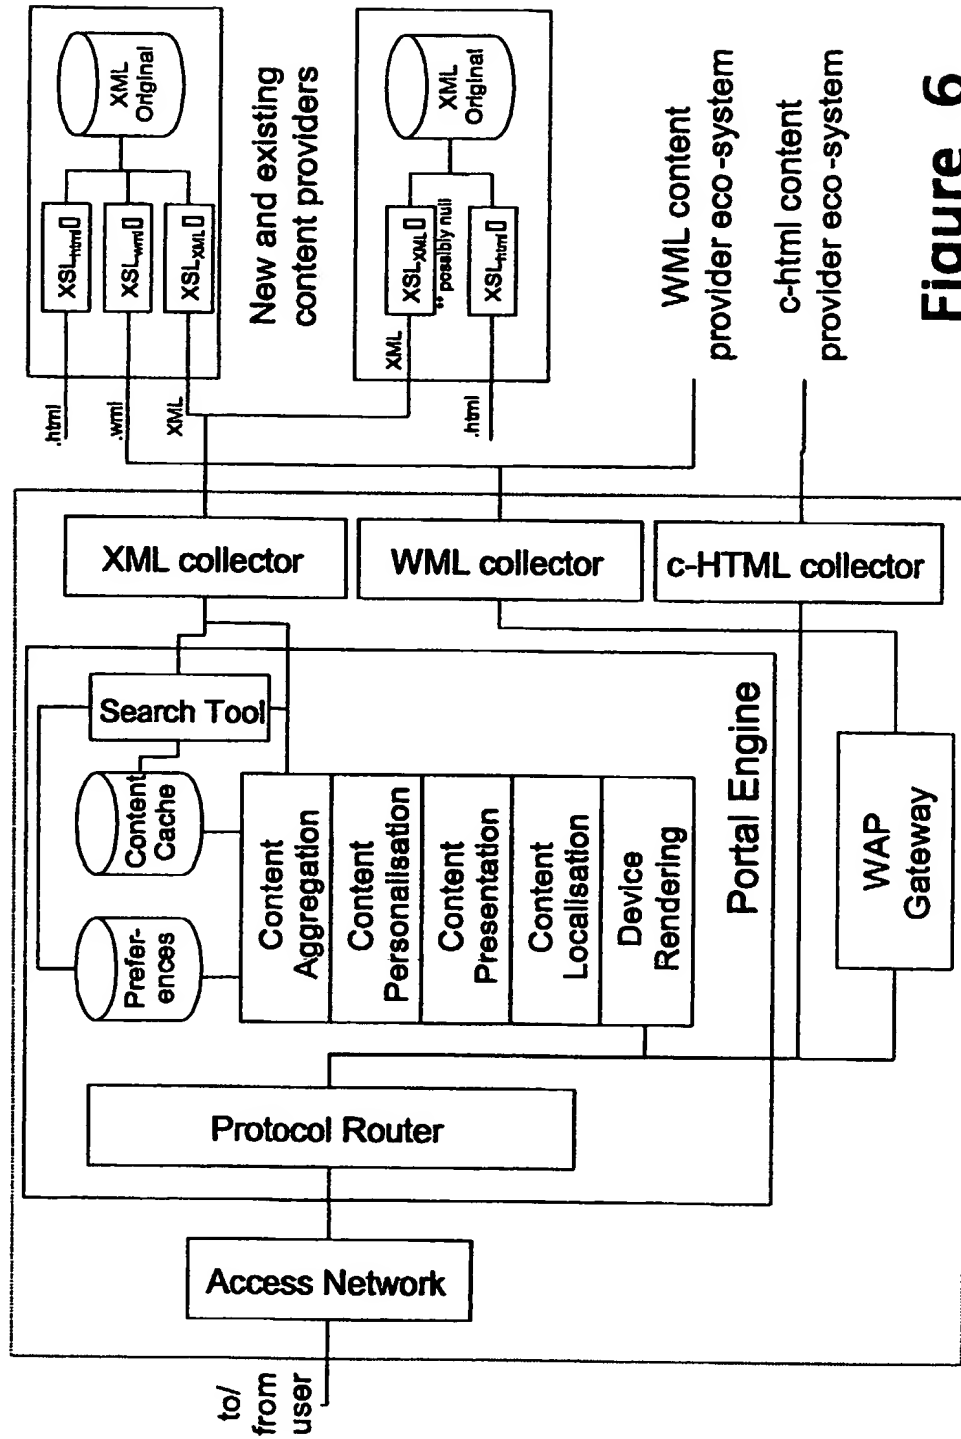 to/
from
user
Access Network
Protocol Router
Prefer-
ences
Content
Cache
Search Tool
Content
Aggregation
Content
Personalisation
Content
Presentation
Content
Localisation
Device
Rendering
Portal Engine
WAP
Gateway
XML collector
WML collector
c-HTML collector
.html
.wml
XML
XSLhtml[]
XSLwml[]
XSLXML[]
XML
Original
New and existing
content providers
XML
.html
XSLXML[]
** possibly null
XSLhtml[]
XML
Original
WML content
provider eco-system
c-html content
provider eco-system
Figure 6